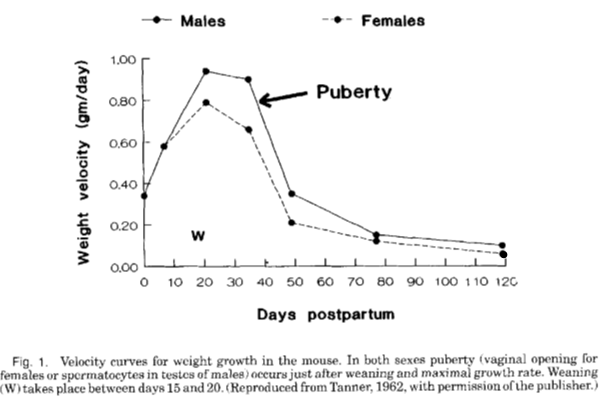 Males Females
1.00
0.80
0.60
0.40
0.20
0.00
Weight velocity (gm/day)
Puberty
W
0 10 20 30 40 50 60 70 80 90 100 110 120
Days postpartum
Fig. 1. Velocity curves for weight growth in the mouse. In both sexes puberty (vaginal opening for
females or spermatocytes in testes of males) occurs just after weaning and maximal growth rate. Weaning
(W) takes place between days 15 and 20. (Reproduced from Tanner, 1962, with permission of the publisher.)